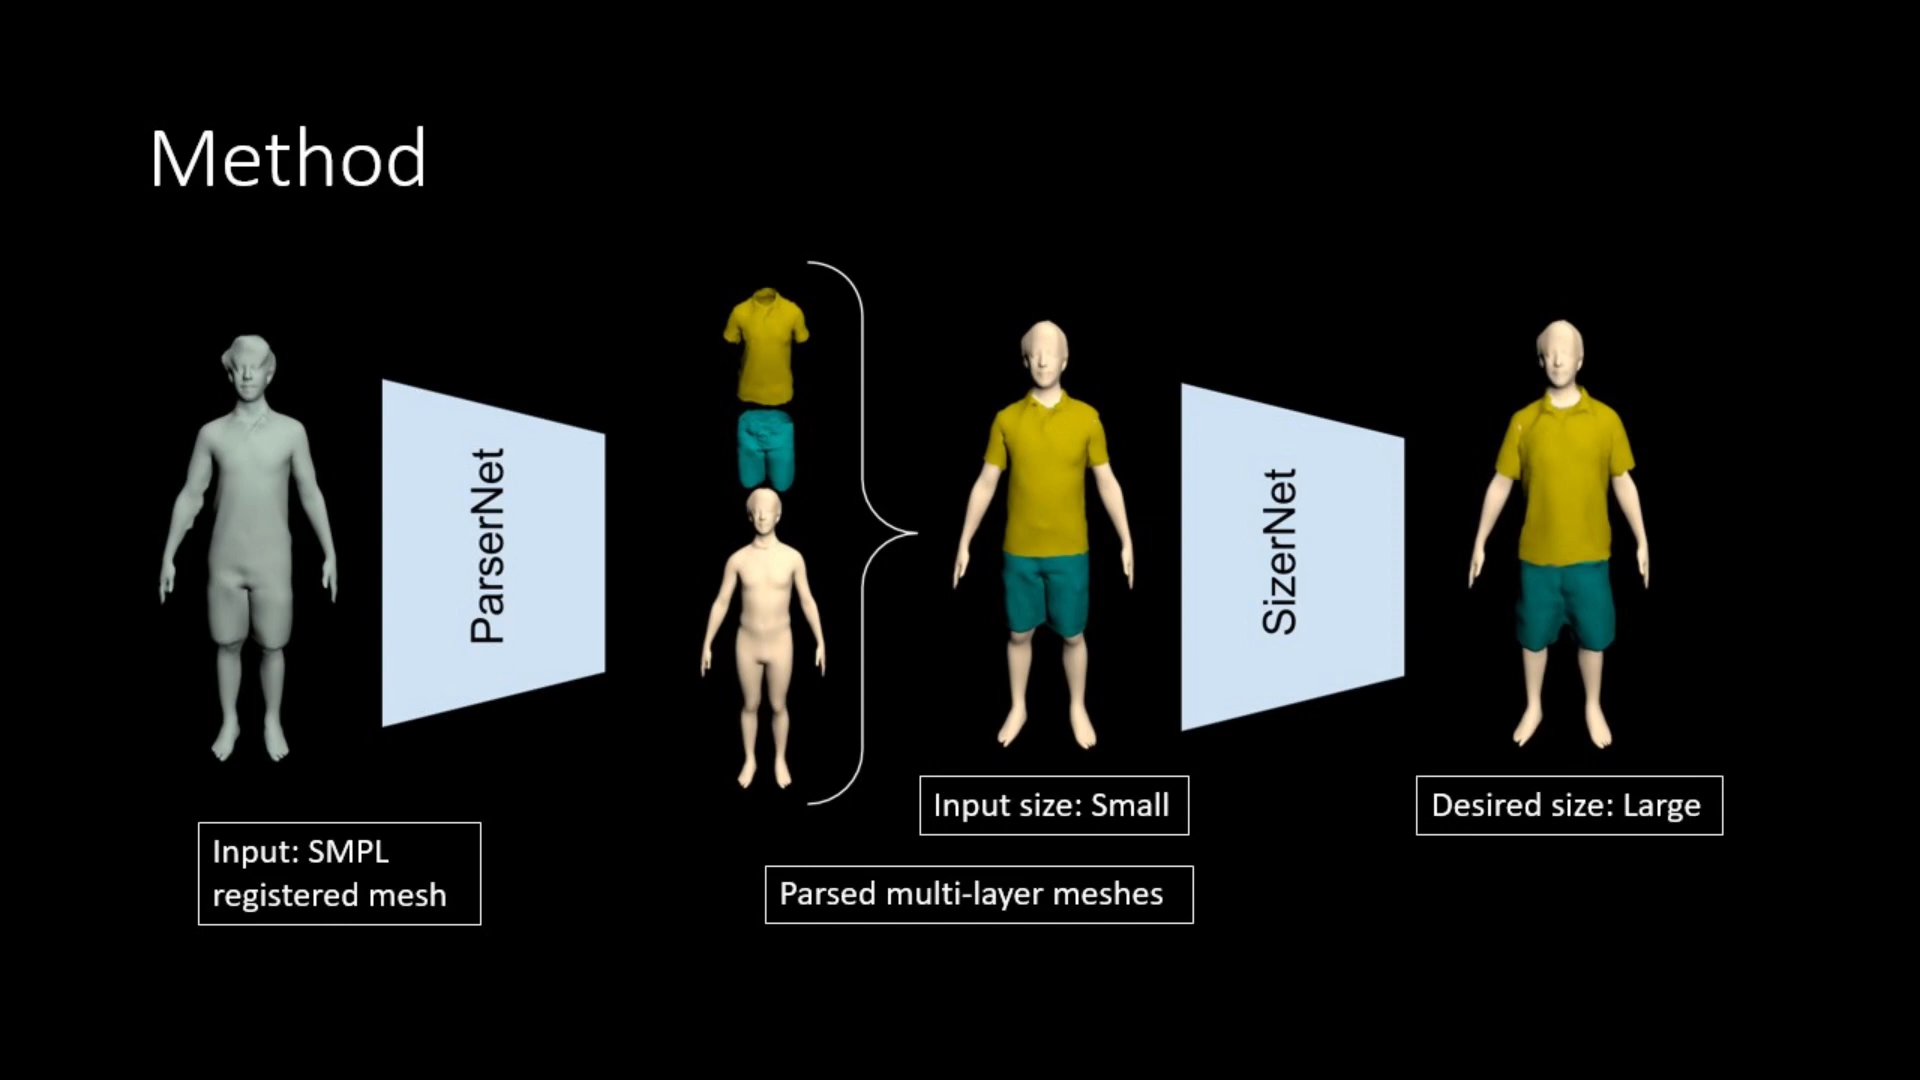 Method
ParserNet
SizerNet
Input size: Small
Desired size: Large
Input: SMPL
registered mesh
Parsed multi-layer meshes